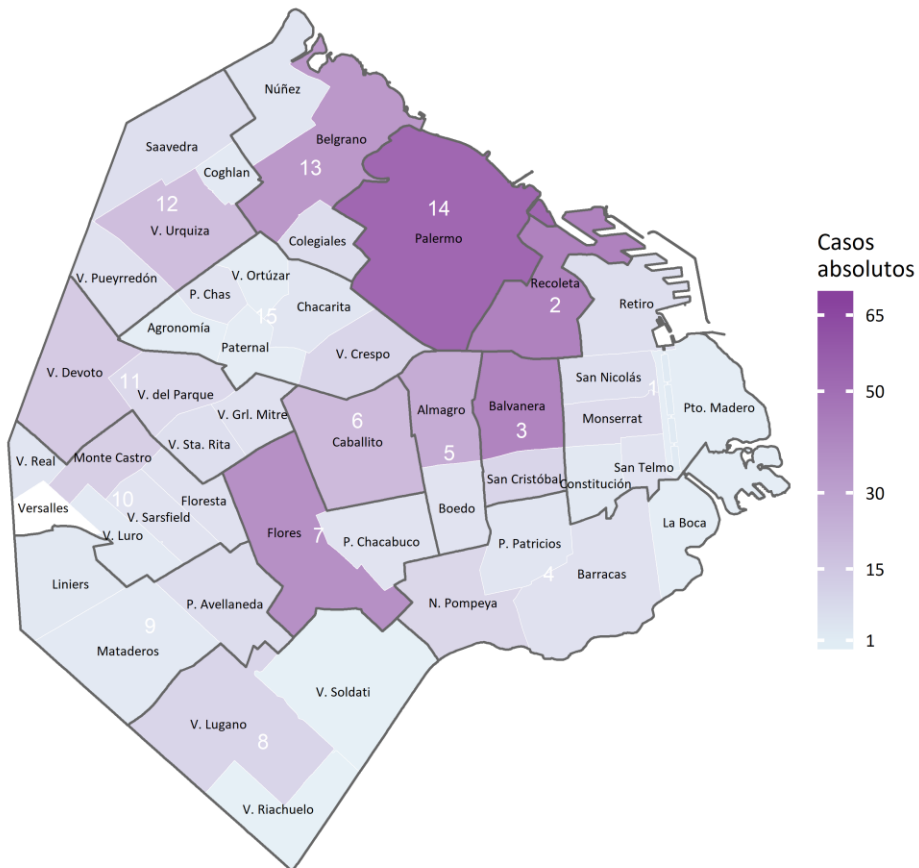 Núñez
Belgrano
13
Saavedra
Coghlan
12
V. Urquiza
Colegiales
14
Palermo
V. Pueyrredón
V. Ortúzar
P. Chas
Chacarita
15
Agronomía
Paternal
Recoleta
2
Retiro
V. Crespo
V. Devoto
11
V. del Parque
V. Grl. Mitre
V. Sta. Rita
6
Caballito
Almagro
5
Balvanera
3
San Nicolás
1
Monserrat
Pto. Madero
San Telmo
Constitución
San Cristóbal
Boedo
V. Real
Monte Castro
Versalles
10
V. Sarsfield
Floresta
V. Luro
Flores
7
P. Chacabuco
P. Patricios
4
Barracas
La Boca
N. Pompeya
Liniers
P. Avellaneda
9
Mataderos
V. Soldati
V. Lugano
8
V. Riachuelo
Casos
absolutos
65
50
30
15
1